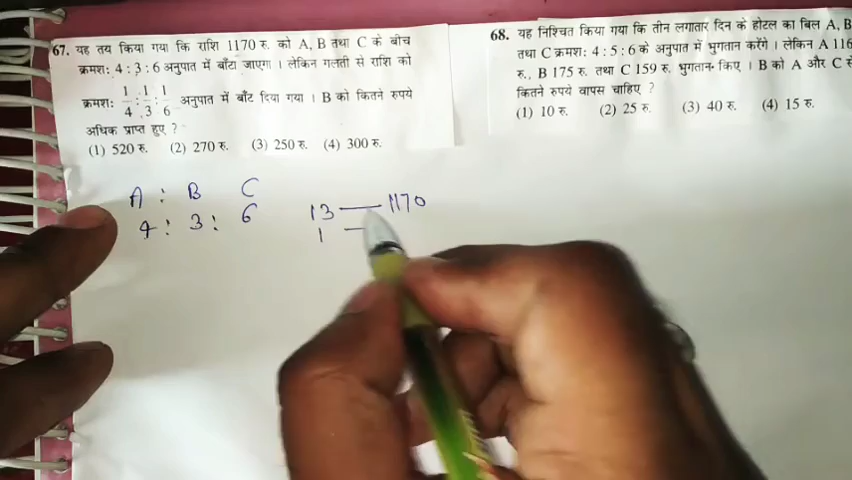 67. यह तय किया गया कि राशि 1170 रु. को A, B तथा C के बीच
क्रमश: 4 : 3 : 6 अनुपात में बाँटा जाएगा । लेकिन गलती से राशि को
क्रमश: 1/4 : 1/3 : 1/6 अनुपात में बाँट दिया गया । B को कितने रुपये
अधिक प्राप्त हुए ?
(1) 520 रु. (2) 270 रु. (3) 250 रु. (4) 300 रु.
68. यह निश्चित किया गया कि तीन लगातार दिन के होटल का बिल A, B
तथा C क्रमश: 4 : 5 : 6 के अनुपात में भुगतान करेंगे । लेकिन A 116
रु., B 175 रु. तथा C 159 रु. भुगतान किए । B को A और C से
कितने रुपये वापस चाहिए ?
(1) 10 रु. (2) 25 रु. (3) 40 रु. (4) 15 रु.
A : B C
4 : 3 : 6
13 — 1170
1 —